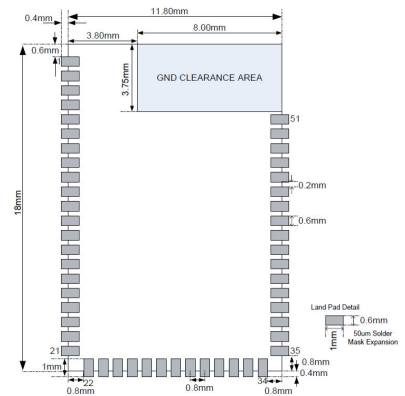 11.80mm
0.4mm
8.00mm
0.6mm
3.80mm
1
3.75mm
GND CLEARANCE AREA
51
0.2mm
18mm
0.6mm
Land Pad Detail
0.6mm
1mm
50um Solder
Mask Expansion
21
35
1mm
0.8mm
22
34
0.4mm
0.8mm
0.8mm